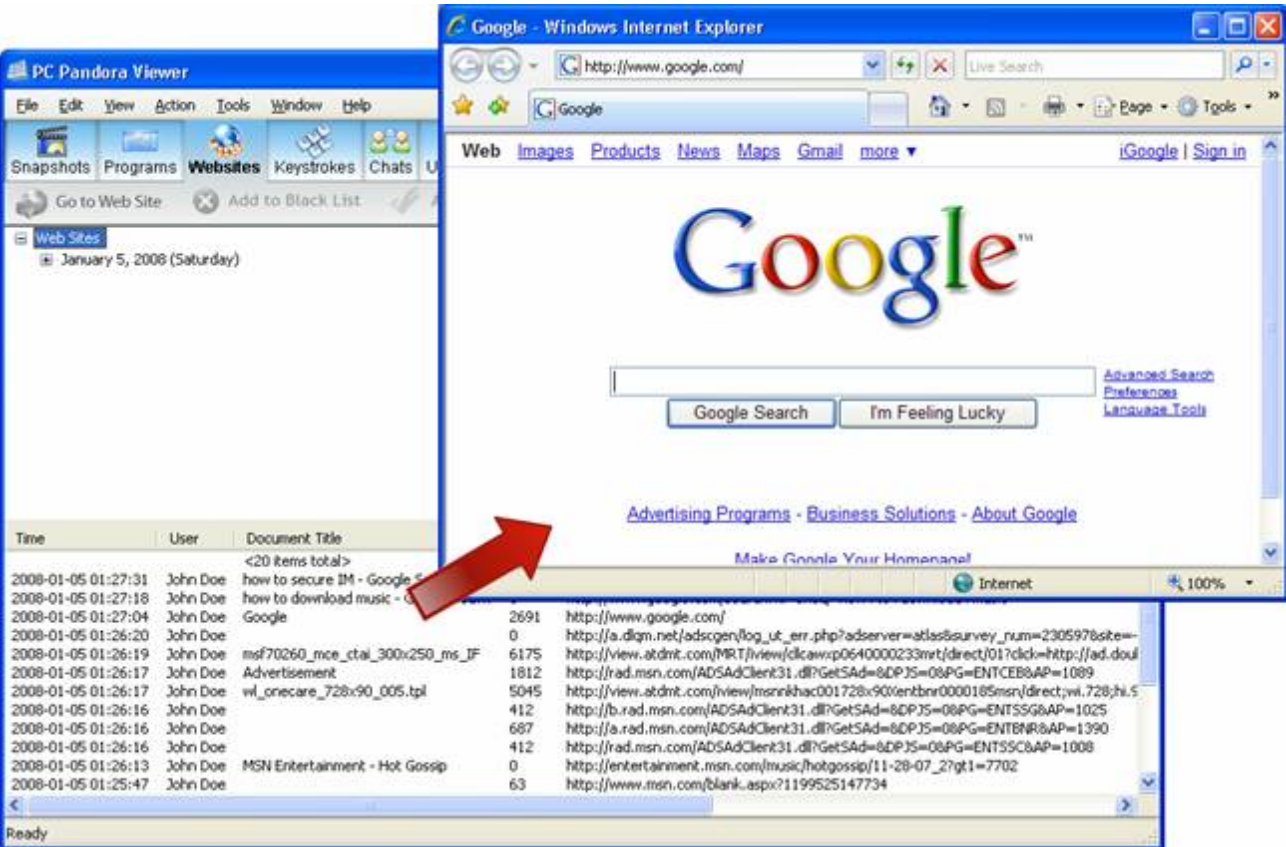 Google - Windows Internet Explorer
http://www.google.com/
Live Search
Google
Page
Tools
Web Images Products News Maps Gmail more
iGoogle | Sign in
Google™
Advanced Search
Preferences
Language Tools
Google Search
I'm Feeling Lucky
Advertising Programs - Business Solutions - About Google
Make Google Your Homepage!
Internet
100%
PC Pandora Viewer
File Edit View Action Tools Window Help
Snapshots Programs Websites Keystrokes Chats U
Go to Web Site Add to Black List
Web Sites
January 5, 2008 (Saturday)
Time User Document Title
<20 items total>
2008-01-05 01:27:31 John Doe how to secure IM - Google S
2008-01-05 01:27:18 John Doe how to download music - G
2008-01-05 01:27:04 John Doe Google 2691 http://www.google.com/
2008-01-05 01:26:20 John Doe 0 http://a.dlqm.net/adscgen/log_ut_err.php?adserver=atlas&survey_num=230597&site=-
2008-01-05 01:26:19 John Doe msf70260_mce_ctai_300x250_ms_IF 6175
2008-01-05 01:26:17 John Doe Advertisement 1812 http://rad.msn.com/ADSAdClient31.dll?GetSAd=&DPJS=0&PG=ENTCEB&AP=1089
2008-01-05 01:26:17 John Doe wl_onecare_728x90_005.tpl 5045
2008-01-05 01:26:16 John Doe 412 http://b.rad.msn.com/ADSAdClient31.dll?GetSAd=&DPJS=0&PG=ENTSSG&AP=1025
2008-01-05 01:26:16 John Doe 687 http://a.rad.msn.com/ADSAdClient31.dll?GetSAd=&DPJS=0&PG=ENTBNR&AP=1390
2008-01-05 01:26:16 John Doe 412 http://rad.msn.com/ADSAdClient31.dll?GetSAd=&DPJS=0&PG=ENTSSC&AP=1008
2008-01-05 01:26:13 John Doe MSN Entertainment - Hot Gossip 0 http://entertainment.msn.com/music/hotgossip/11-28-07_2?gt1=7702
2008-01-05 01:25:47 John Doe 63 http://www.msn.com/blank.aspx?1199525147734
Ready